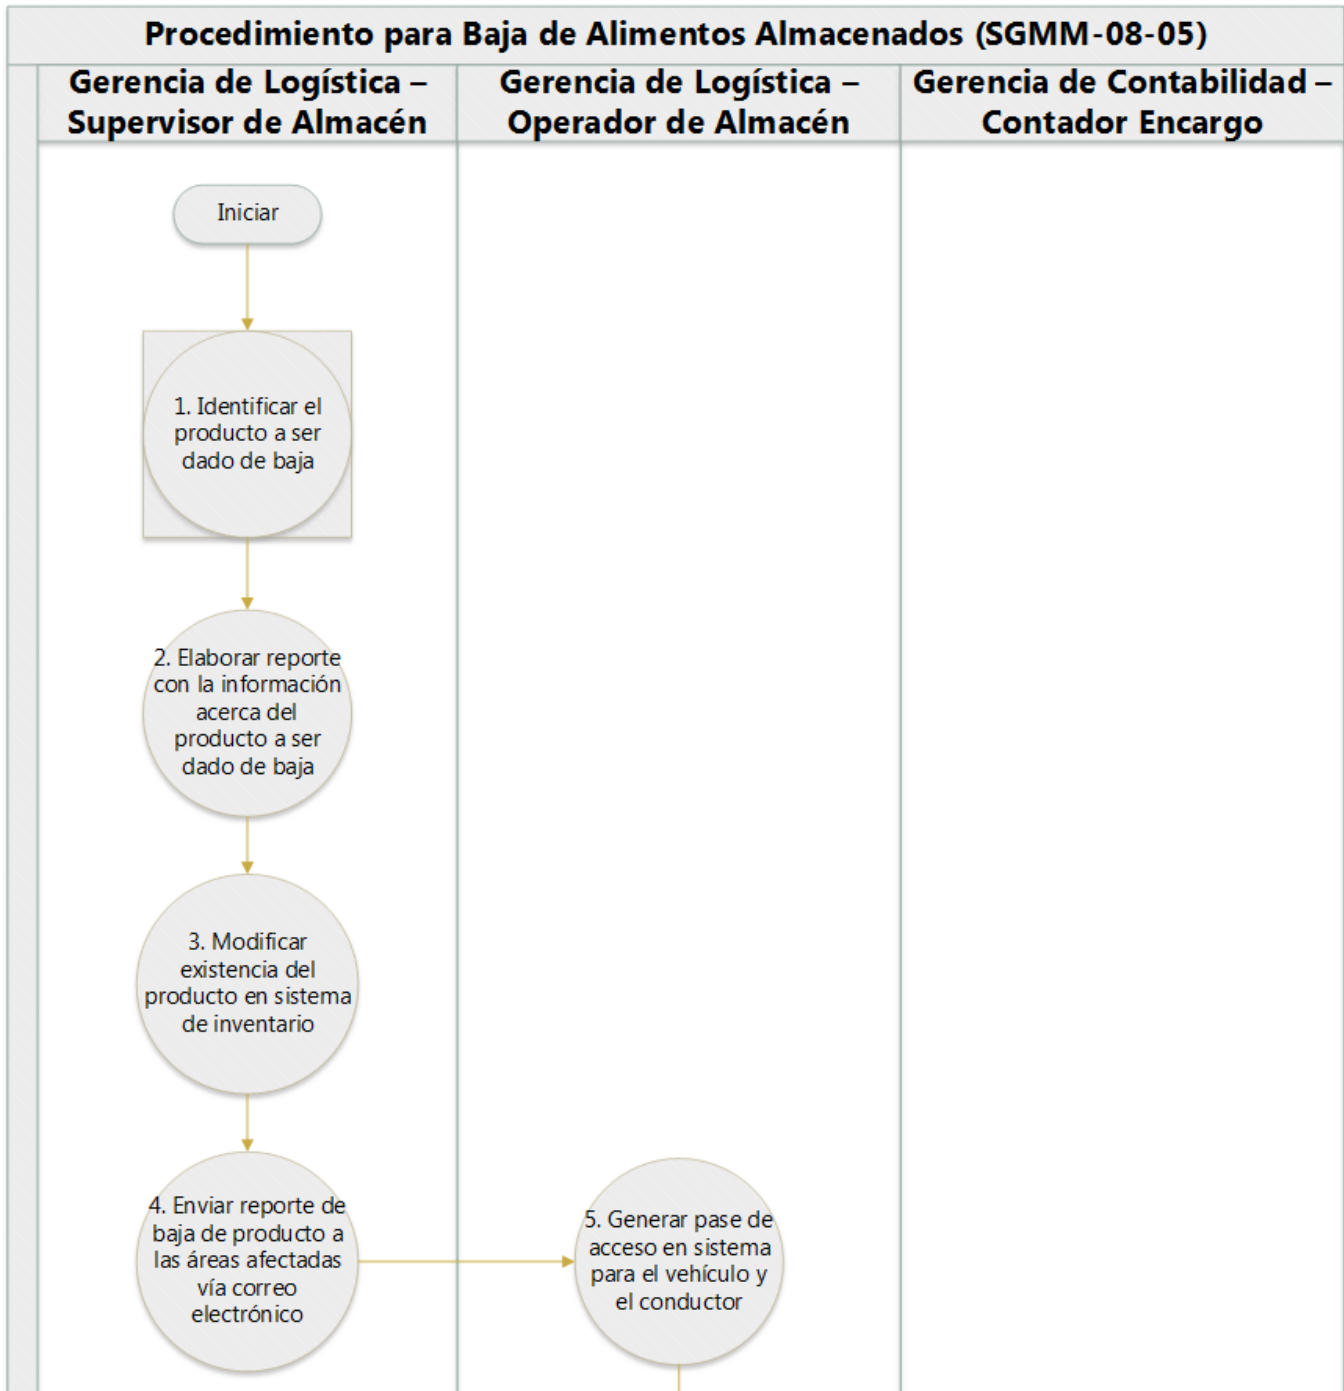 Procedimiento para Baja de Alimentos Almacenados (SGMM-08-05)
Gerencia de Logística –
Supervisor de Almacén
Gerencia de Logística –
Operador de Almacén
Gerencia de Contabilidad –
Contador Encargo
Iniciar
1. Identificar el
producto a ser
dado de baja
2. Elaborar reporte
con la información
acerca del
producto a ser
dado de baja
3. Modificar
existencia del
producto en sistema
de inventario
4. Enviar reporte de
baja de producto a
las áreas afectadas
vía correo
electrónico
5. Generar pase de
acceso en sistema
para el vehículo y
el conductor